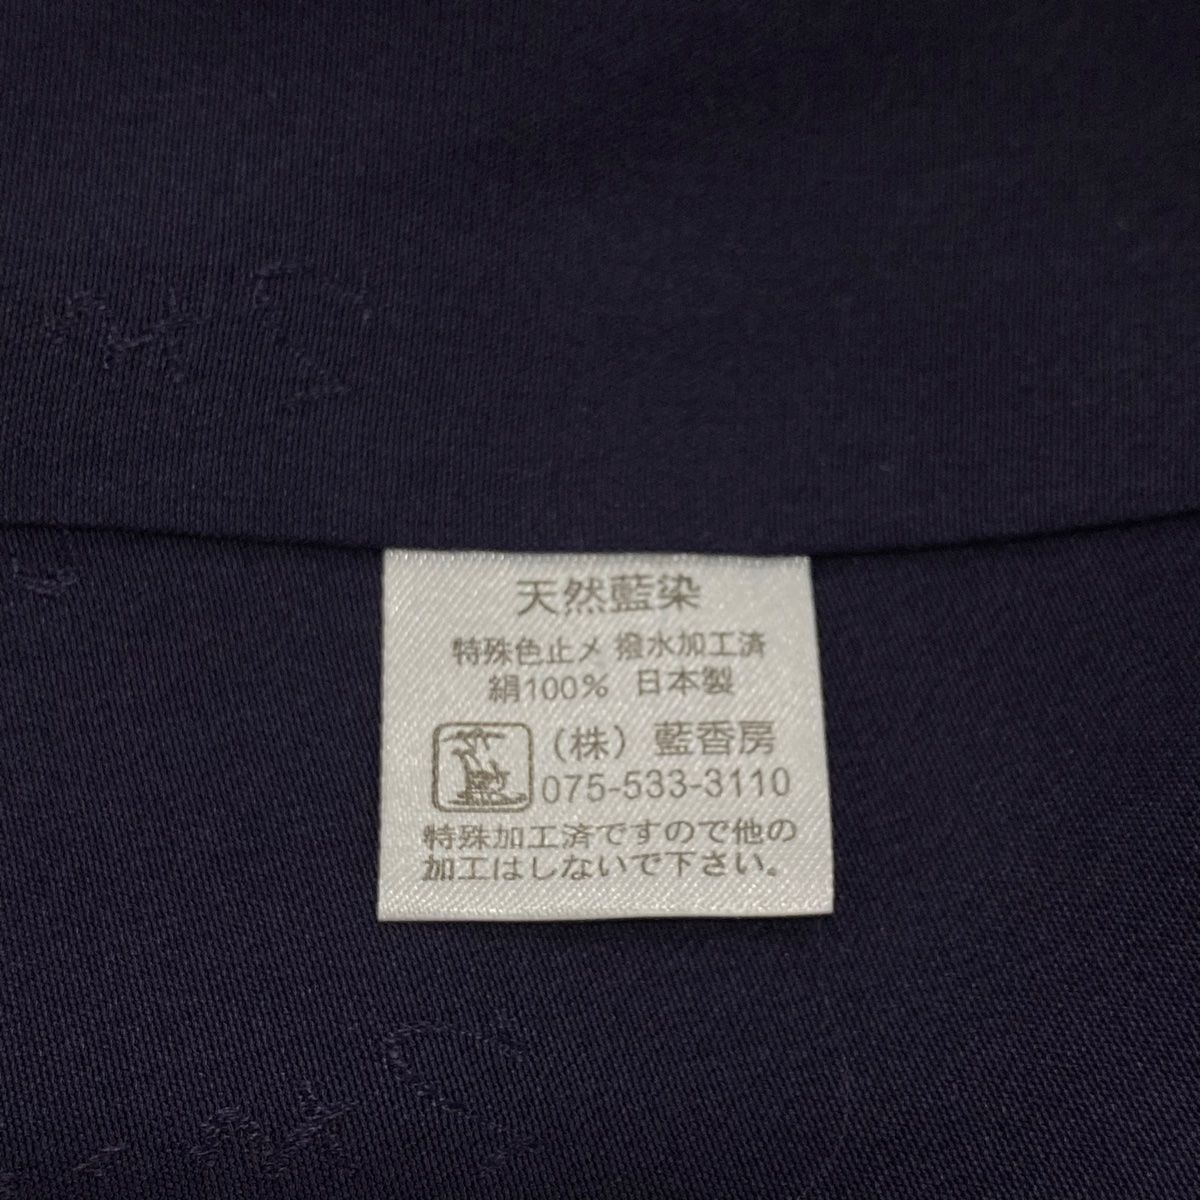 天然藍染
特殊色止メ 撥水加工済
絹100% 日本製
(株) 藍香房
075-533-3110
特殊加工済ですので他の
加工はしないで下さい。